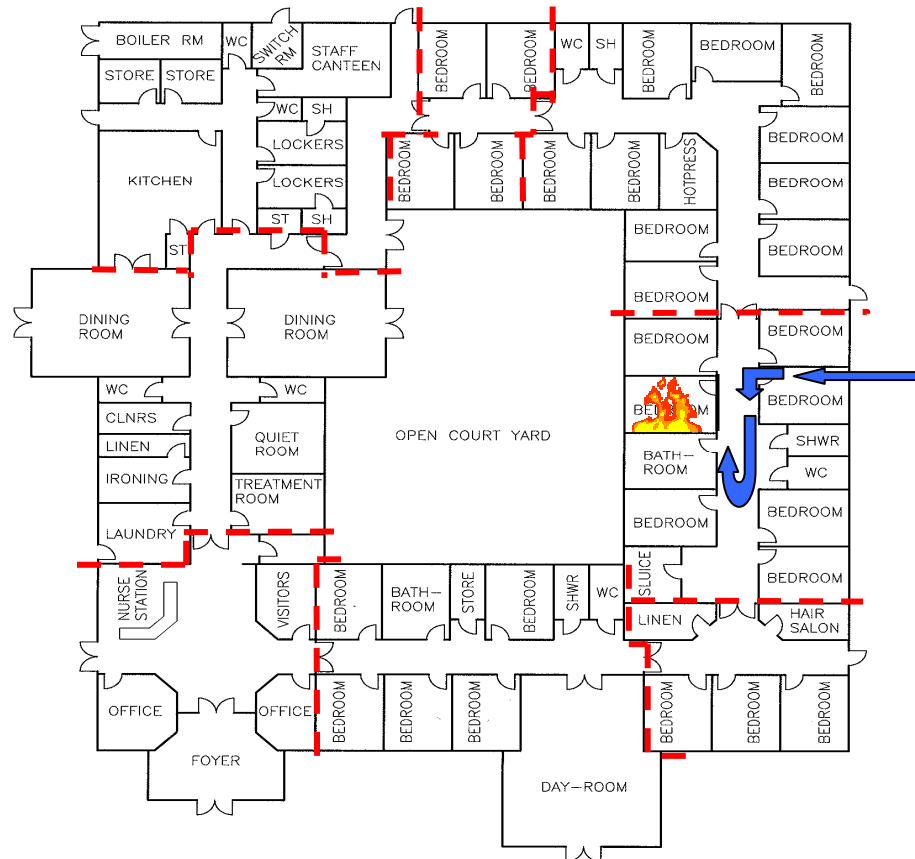 BOILER RM
WC
SWITCH RM
STAFF
CANTEEN
BEDROOM
BEDROOM
WC
SH
BEDROOM
BEDROOM
STORE
STORE
WC
SH
LOCKERS
BEDROOM
KITCHEN
LOCKERS
BEDROOM
BEDROOM
BEDROOM
BEDROOM
HOTPRESS
BEDROOM
ST
SH
ST
BEDROOM
BEDROOM
BEDROOM
DINING
ROOM
DINING
ROOM
BEDROOM
BEDROOM
WC
WC
BEDROOM
BEDROOM
CLNRS
LINEN
QUIET
ROOM
OPEN COURT YARD
SHWR
IRONING
TREATMENT
ROOM
BATH-
ROOM
WC
LAUNDRY
BEDROOM
BEDROOM
NURSE
STATION
VISITORS
BEDROOM
BATH-
ROOM
STORE
BEDROOM
SHWR
WC
SLUICE
BEDROOM
LINEN
HAIR
SALON
OFFICE
OFFICE
BEDROOM
BEDROOM
BEDROOM
BEDROOM
BEDROOM
BEDROOM
FOYER
DAY-ROOM